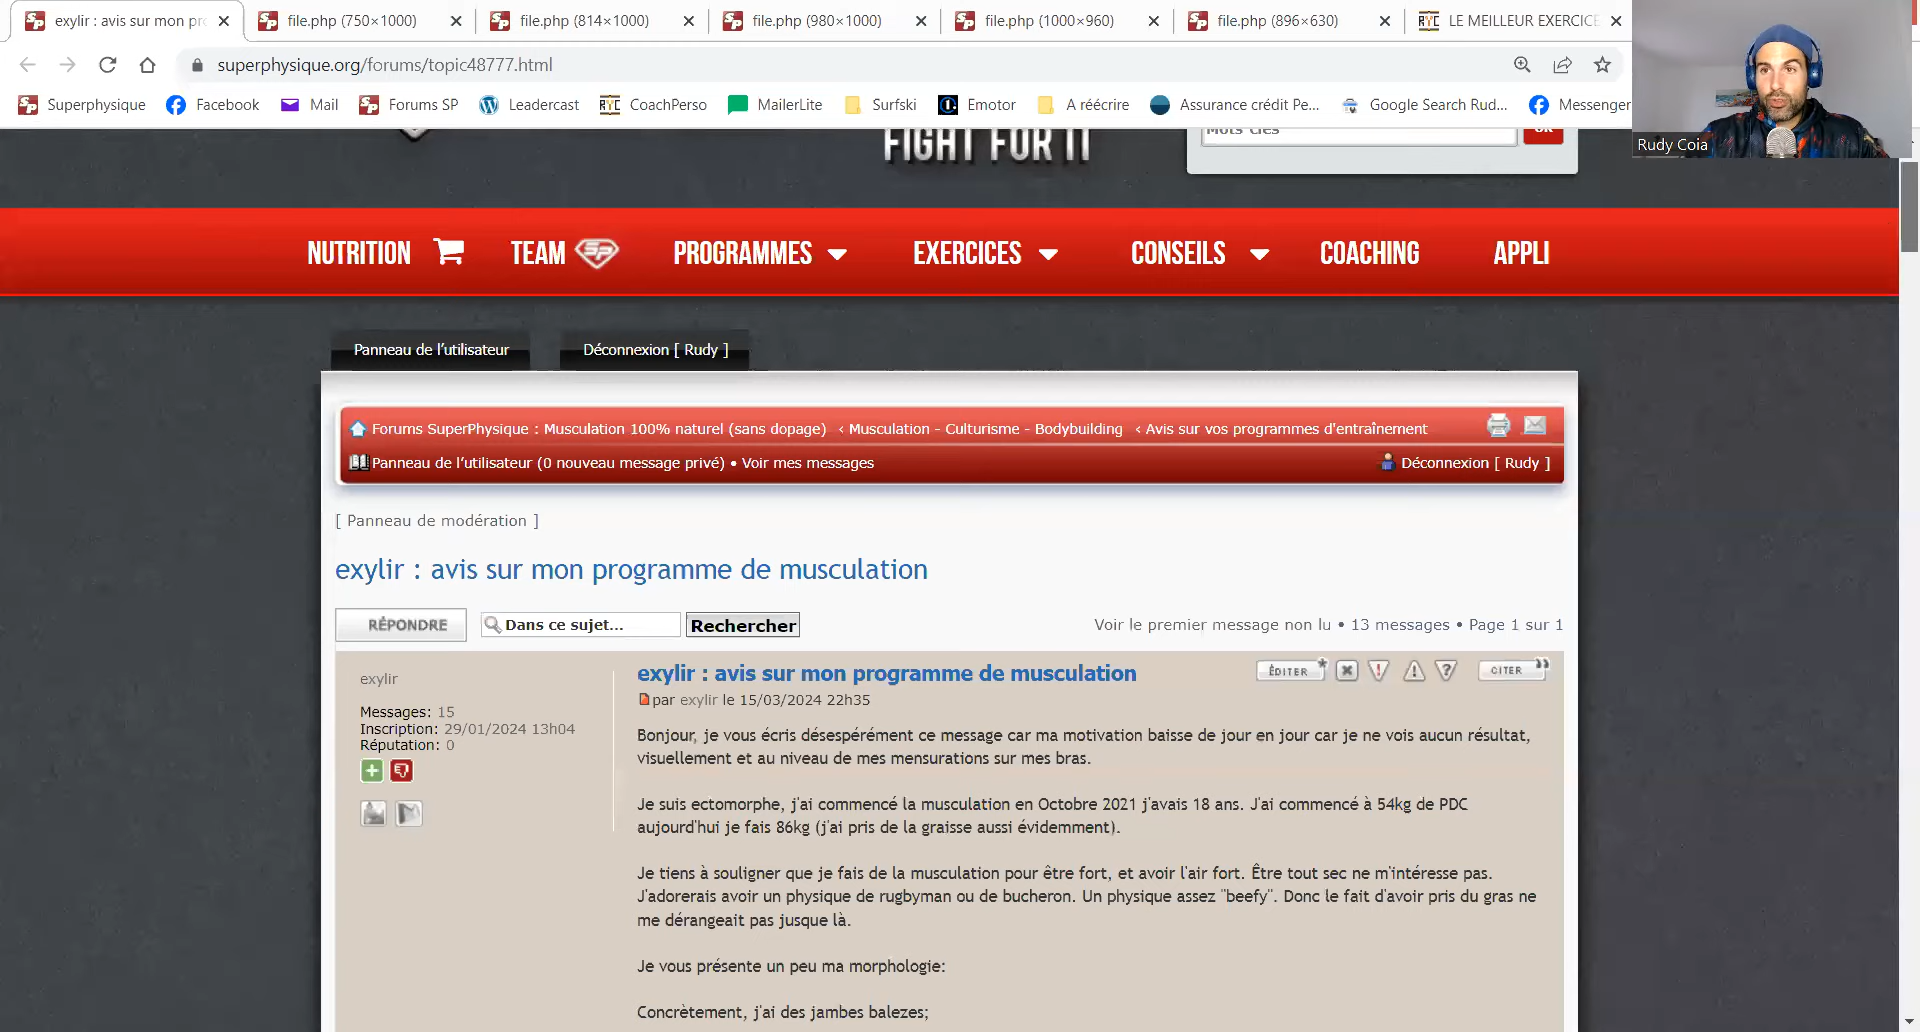 exylir : avis sur mon pr
file.php (750×1000)
file.php (814×1000)
file.php (980×1000)
file.php (1000×960)
file.php (896×630)
LE MEILLEUR EXERCICE
superphysique.org/forums/topic48777.html
Superphysique
Facebook
Mail
Forums SP
Leadercast
CoachPerso
MailerLite
Surfski
Emotor
A réécrire
Assurance crédit Pe...
Google Search Rud...
Messenger
Rudy Coia
FIGHT FOR IT
Mots clés
OK
NUTRITION
TEAM SP
PROGRAMMES
EXERCICES
CONSEILS
COACHING
APPLI
Panneau de l’utilisateur
Déconnexion [ Rudy ]
Forums SuperPhysique : Musculation 100% naturel (sans dopage) ‹ Musculation - Culturisme - Bodybuilding ‹ Avis sur vos programmes d'entraînement
Panneau de l’utilisateur (0 nouveau message privé) • Voir mes messages
Déconnexion [ Rudy ]
[ Panneau de modération ]
exylir : avis sur mon programme de musculation
RÉPONDRE
Dans ce sujet...
Rechercher
Voir le premier message non lu • 13 messages • Page 1 sur 1
exylir
Messages: 15
Inscription: 29/01/2024 13h04
Réputation: 0
exylir : avis sur mon programme de musculation
ÉDITER
CITER
par exylir le 15/03/2024 22h35
Bonjour, je vous écris désespérément ce message car ma motivation baisse de jour en jour car je ne vois aucun résultat,
visuellement et au niveau de mes mensurations sur mes bras.
Je suis ectomorphe, j'ai commencé la musculation en Octobre 2021 j'avais 18 ans. J'ai commencé à 54kg de PDC
aujourd'hui je fais 86kg (j'ai pris de la graisse aussi évidemment).
Je tiens à souligner que je fais de la musculation pour être fort, et avoir l'air fort. Être tout sec ne m'intéresse pas.
J'adorerais avoir un physique de rugbyman ou de bucheron. Un physique assez "beefy". Donc le fait d'avoir pris du gras ne
me dérangeait pas jusque là.
Je vous présente un peu ma morphologie:
Concrètement, j'ai des jambes balezes;